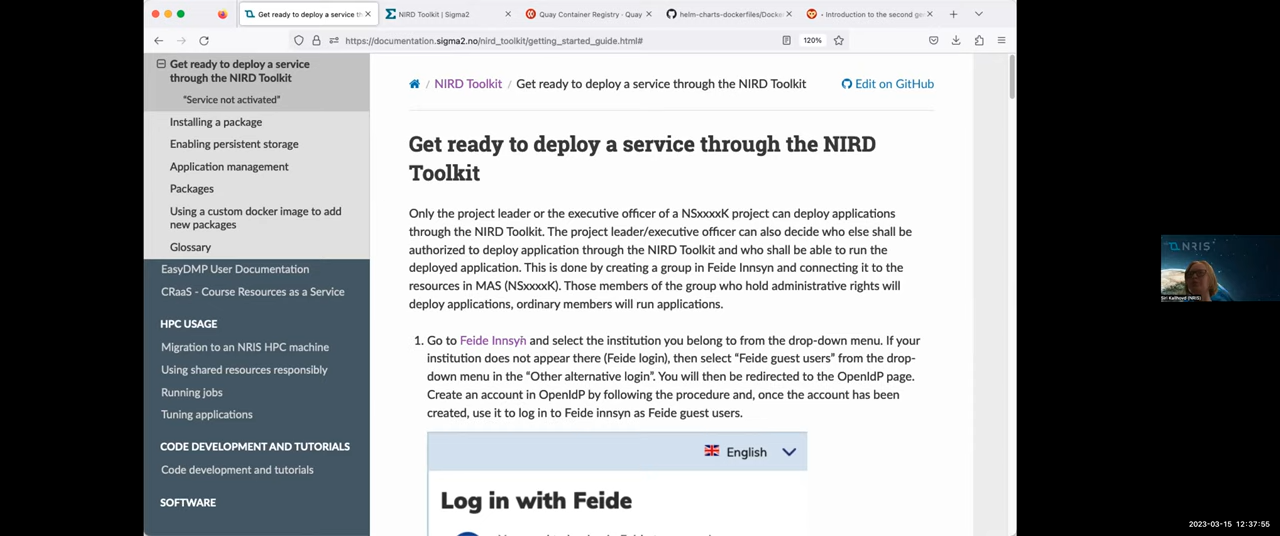 Get ready to deploy a service th
NIRD Toolkit | Sigma2
Quay Container Registry · Quay
helm-charts-dockerfiles/Docke
Introduction to the second ge
https://documentation.sigma2.no/nird_toolkit/getting_started_guide.html#
120%
Get ready to deploy a service
through the NIRD Toolkit
"Service not activated"
Installing a package
Enabling persistent storage
Application management
Packages
Using a custom docker image to add
new packages
Glossary
EasyDMP User Documentation
CRaaS - Course Resources as a Service
HPC USAGE
Migration to an NRIS HPC machine
Using shared resources responsibly
Running jobs
Tuning applications
CODE DEVELOPMENT AND TUTORIALS
Code development and tutorials
SOFTWARE
/ NIRD Toolkit / Get ready to deploy a service through the NIRD Toolkit
Edit on GitHub
Get ready to deploy a service through the NIRD
Toolkit
Only the project leader or the executive officer of a NSxxxxK project can deploy applications
through the NIRD Toolkit. The project leader/executive officer can also decide who else shall be
authorized to deploy application through the NIRD Toolkit and who shall be able to run the
deployed application. This is done by creating a group in Feide Innsyn and connecting it to the
resources in MAS (NSxxxxK). Those members of the group who hold administrative rights will
deploy applications, ordinary members will run applications.
1. Go to Feide Innsyn and select the institution you belong to from the drop-down menu. If your
institution does not appear there (Feide login), then select “Feide guest users” from the drop-
down menu in the “Other alternative login”. You will then be redirected to the OpenIdP page.
Create an account in OpenIdP by following the procedure and, once the account has been
created, use it to log in to Feide innsyn as Feide guest users.
English
Log in with Feide
NRIS
Siri Kallhovd (NRIS)
2023-03-15 12:37:55